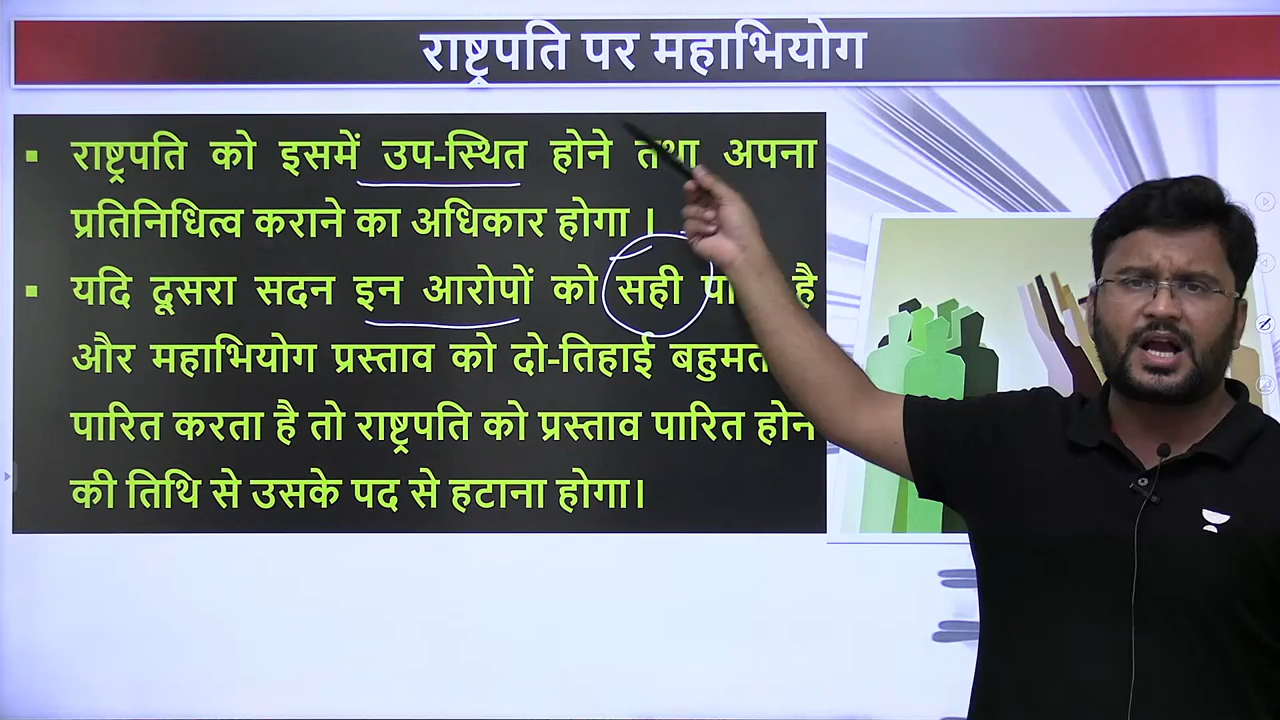 राष्ट्रपति पर महाभियोग
राष्ट्रपति को इसमें उप-स्थित होने तथा अपना
प्रतिनिधित्व कराने का अधिकार होगा ।
यदि दूसरा सदन इन आरोपों को सही है
और महाभियोग प्रस्ताव को दो-तिहाई बहुमत
पारित करता है तो राष्ट्रपति को प्रस्ताव पारित होने
की तिथि से उसके पद से हटाना होगा।